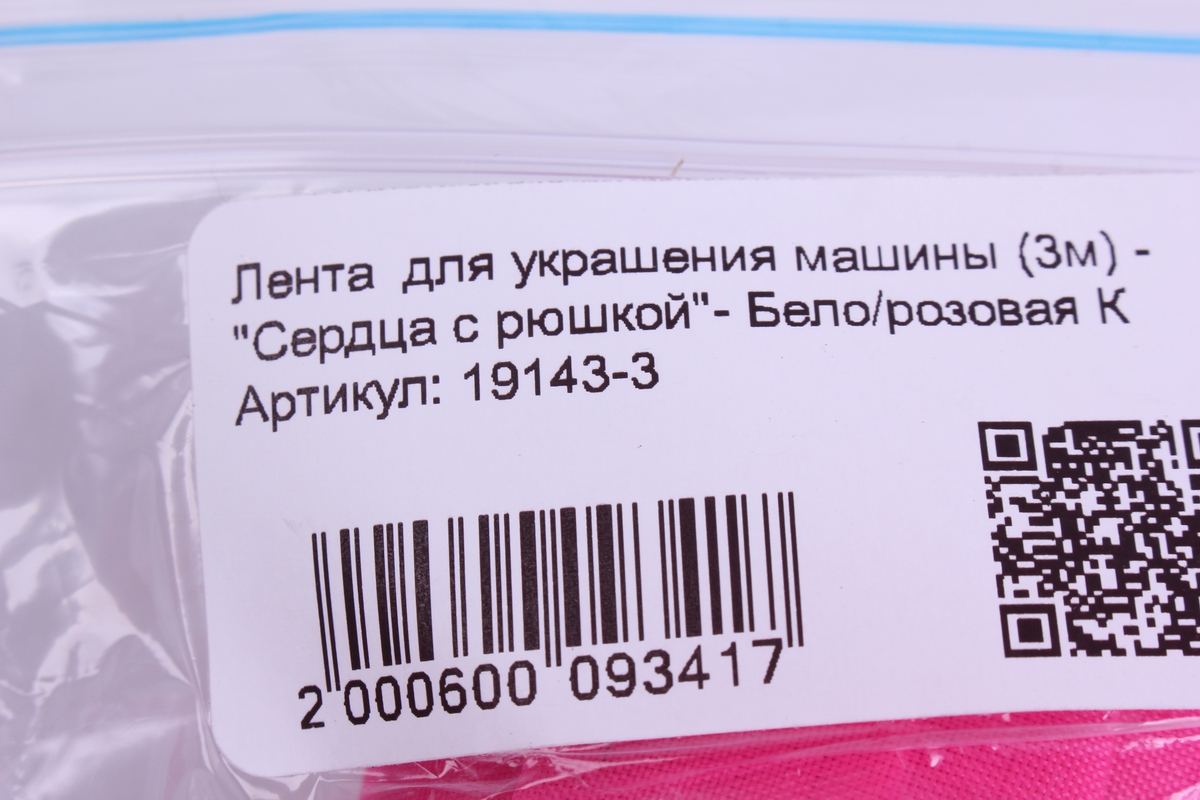 Лента для украшения машины (3м) -
"Сердца с рюшкой"- Бело/розовая К
Артикул: 19143-3
2 000600 093417